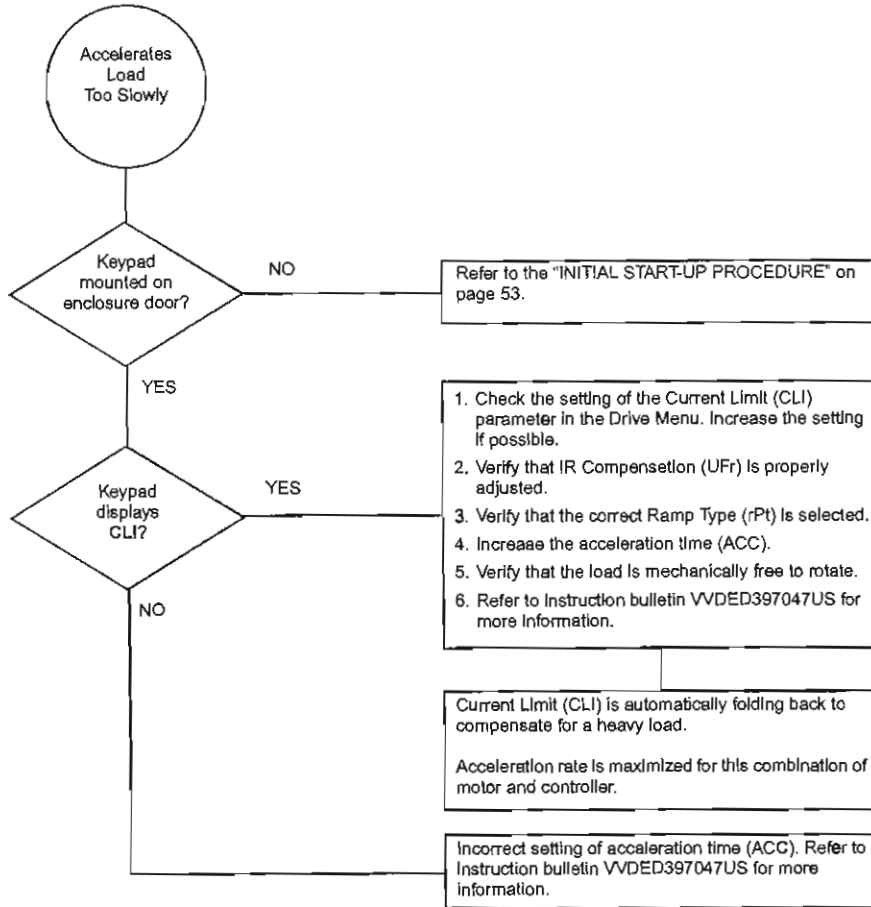 Accelerates
Load
Too Slowly
Keypad
mounted on
enclosure door?
NO
Refer to the "INITIAL START-UP PROCEDURE" on
page 53.
YES
1. Check the setting of the Current Limit (CLI)
parameter in the Drive Menu. Increase the setting
if possible.
2. Verify that IR Compensetion (UFr) is properly
adjusted.
3. Verify that the correct Ramp Type (rPt) is selected.
4. Increaae the acceleration time (ACC).
5. Verify that the load is mechanically free to rotate.
6. Refer to Instruction bulletin VVDED397047US for
more Information.
Keypad
displays
CLI?
YES
NO
Current Limit (CLI) is automatically folding back to
compensate for a heavy load.
Acceleration rate is maximized for this combination of
motor and controller.
Incorrect setting of acceleration time (ACC). Refer to
Instruction bulletin VVDED397047US for more
information.